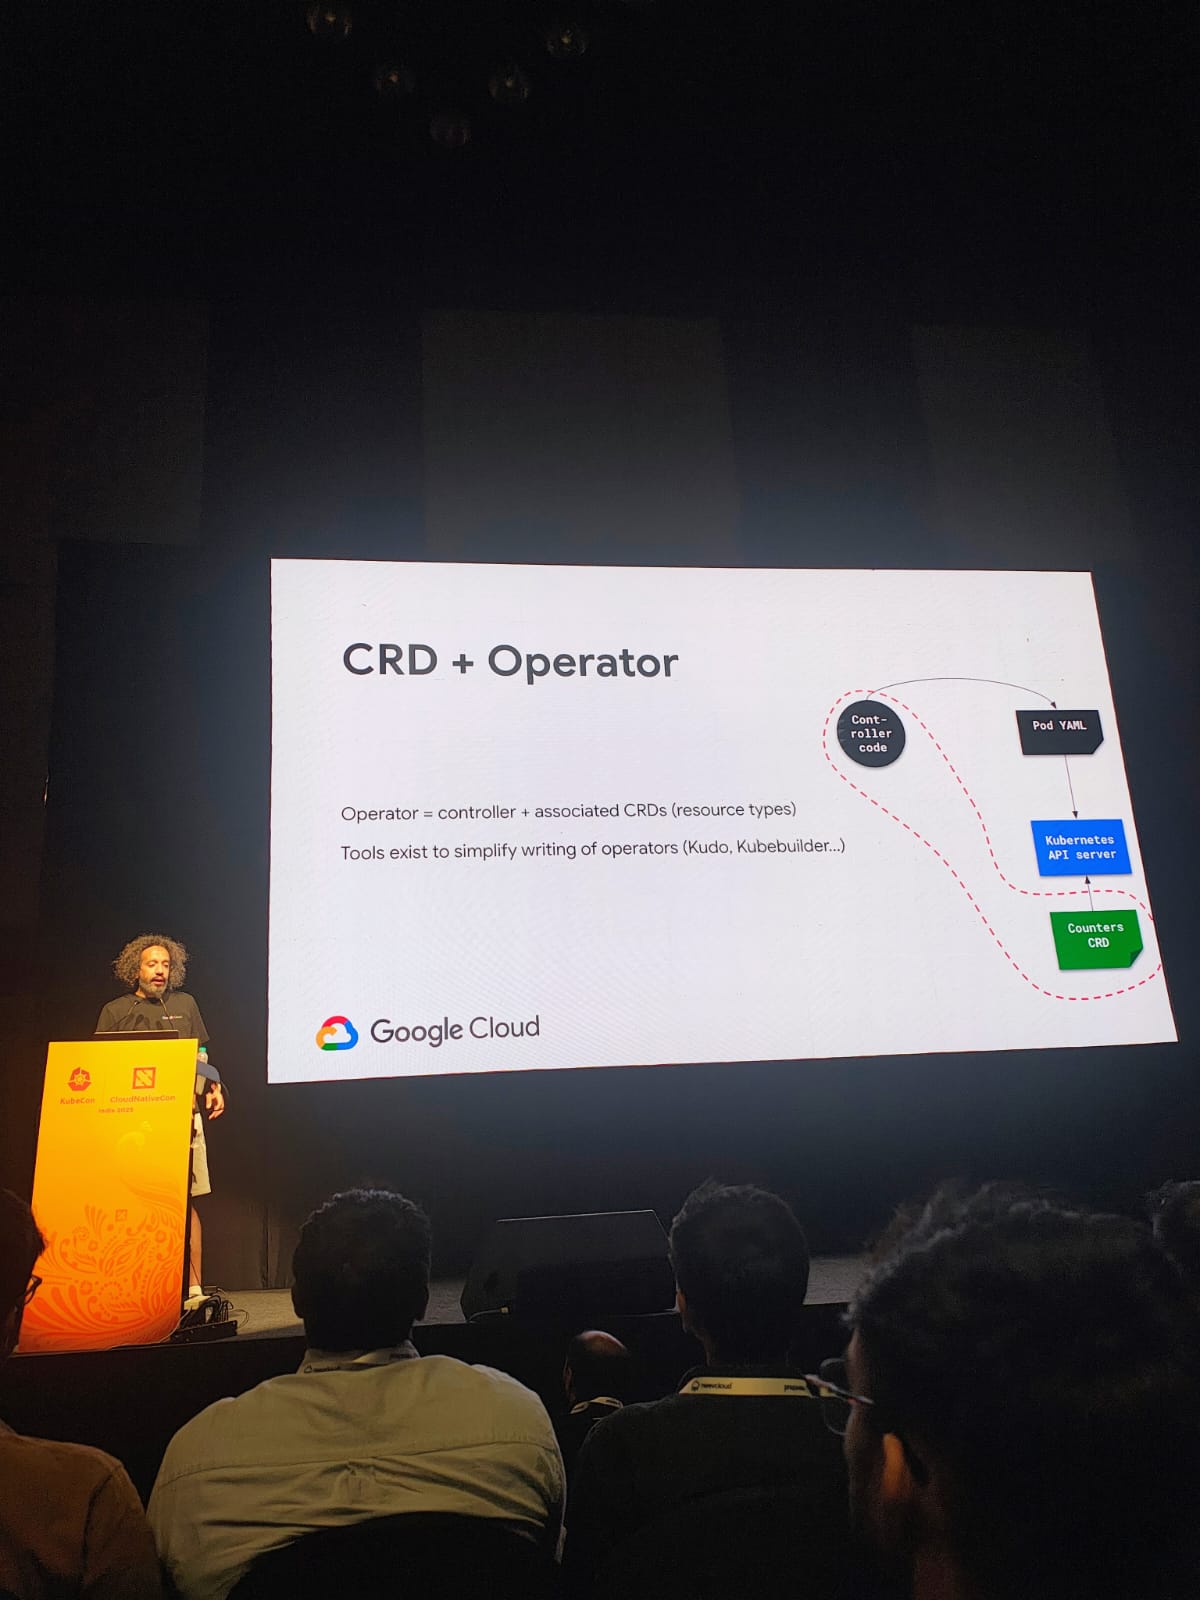 CRD + Operator
Operator = controller + associated CRDs (resource types)
Tools exist to simplify writing of operators (Kudo, Kubebuilder...)
Cont-
roller
code
Pod YAML
Kubernetes
API server
Counters
CRD
Google Cloud
KubeCon
CloudNativeCon
India 2025
neevcloud